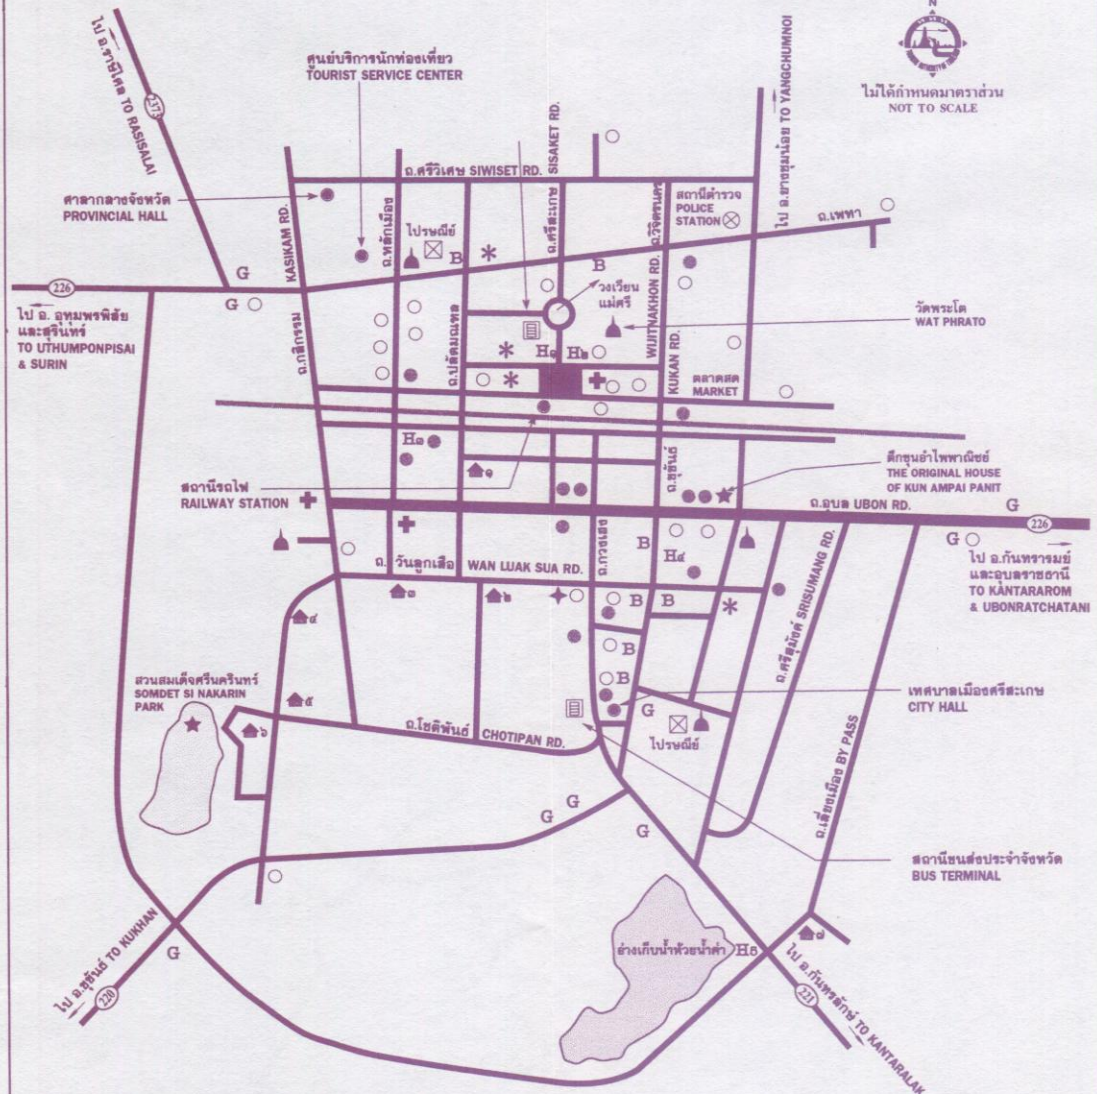 N
ไม่ได้กำหนดมาตราส่วน
NOT TO SCALE
ไป อ.ราษีไศล TO RASISALAI
2373
ศูนย์บริการนักท่องเที่ยว
TOURIST SERVICE CENTER
SISAKET RD.
ไป อ.ยางชุมน้อย TO YANGCHUMNOI
ถ.ศรีวิเศษ SIWISET RD.
ศาลากลางจังหวัด
PROVINCIAL HALL
KASIKAM RD.
ถ.หลักเมือง
ไปรษณีย์
B
ถ.ศรีสะเกษ
ถ.วิจิตรนคร
สถานีตำรวจ
POLICE
STATION
ถ.เทพา
G
226
G
B
วงเวียน
แม่ศรี
WIJITNAKHON RD.
ไป อ. อุทุมพรพิสัย
และสุรินทร์
TO UTHUMPONPISAI
& SURIN
วัดพระโต
WAT PHRATO
ถ.กสิกรรม
ถ.ปลัดมณฑล
H๑
H๒
KUKAN RD.
ตลาดสด
MARKET
H๓
๑
ถ.ขุขันธ์
ตึกขุนอำไพพาณิชย์
THE ORIGINAL HOUSE
OF KUN AMPAI PANIT
สถานีรถไฟ
RAILWAY STATION
ถ.อุบล UBON RD.
G
226
G
ถ.กวงเฮง
B
H๔
ถ. วันลูกเสือ WAN LUAK SUA RD.
ไป อ.กันทรารมย์
และอุบลราชธานี
TO KANTARAROM
& UBONRATCHATANI
๓
๒
B
B
๔
ถ.ศรีสุมังค์ SRISUMANG RD.
B
สวนสมเด็จศรีนครินทร์
SOMDET SI NAKARIN
PARK
B
๕
เทศบาลเมืองศรีสะเกษ
CITY HALL
G
๖
ถ.โชติพันธ์ CHOTIPAN RD.
ไปรษณีย์
ถ.เลี่ยงเมือง BY PASS
G
G
G
สถานีขนส่งประจำจังหวัด
BUS TERMINAL
ไป อ.ขุขันธ์ TO KUKHAN
220
G
อ่างเก็บน้ำห้วยน้ำคำ
H๕
๗
ไป อ.กันทรลักษ์ TO KANTARALAK
221